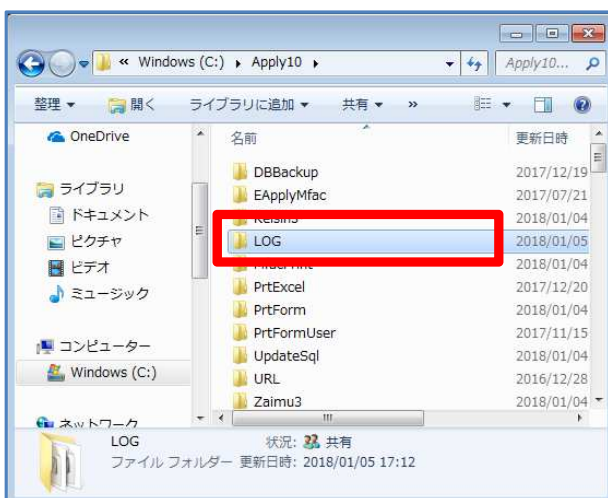 « Windows (C:) ▸ Apply10 ▸
Apply10...
整理 ▼ 開く ライブラリに追加 ▼ 共有 ▼ »
OneDrive
ライブラリ
ドキュメント
ピクチャ
ビデオ
ミュージック
コンピューター
Windows (C:)
ネットワーク
名前 更新日時
DBBackup 2017/12/19
EApplyMfac 2017/07/21
2018/01/04
LOG 2018/01/05
2018/01/04
PrtExcel 2017/12/20
PrtForm 2018/01/04
PrtFormUser 2017/11/15
UpdateSql 2018/01/04
URL 2016/12/28
Zaimu3 2018/01/04
LOG 状況: 共有
ファイル フォルダー 更新日時: 2018/01/05 17:12